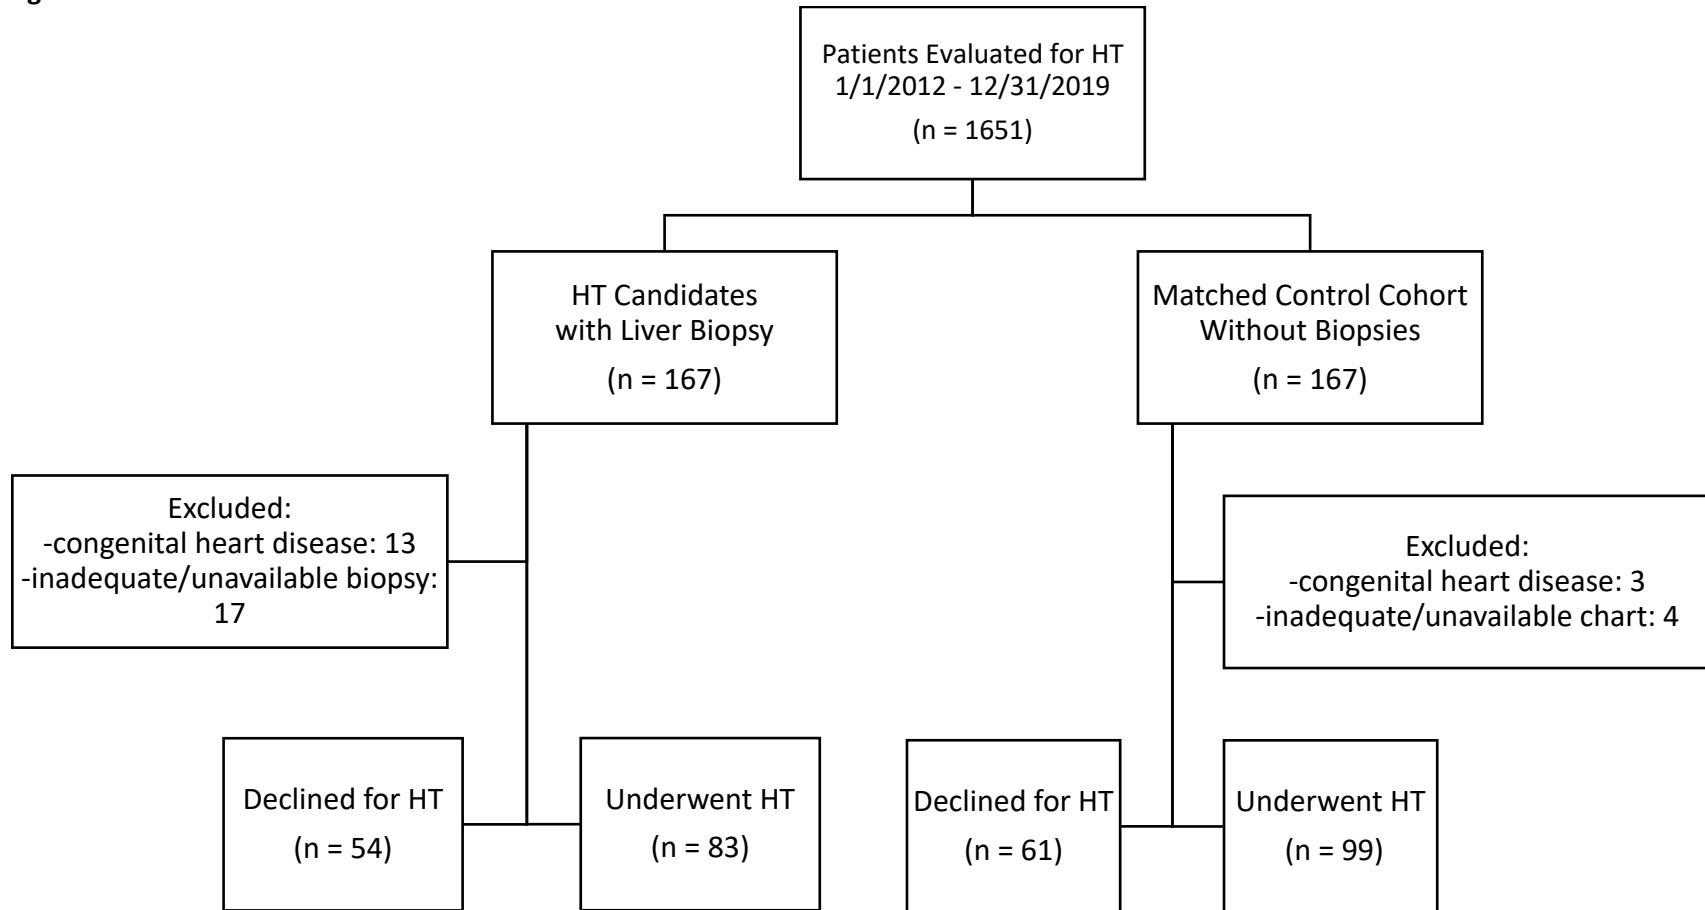 Patients Evaluated for HT
1/1/2012 - 12/31/2019
(n = 1651)
HT Candidates
with Liver Biopsy
(n = 167)
Matched Control Cohort
Without Biopsies
(n = 167)
Excluded:
-congenital heart disease: 13
-inadequate/unavailable biopsy:
17
Excluded:
-congenital heart disease: 3
-inadequate/unavailable chart: 4
Declined for HT
(n = 54)
Underwent HT
(n = 83)
Declined for HT
(n = 61)
Underwent HT
(n = 99)